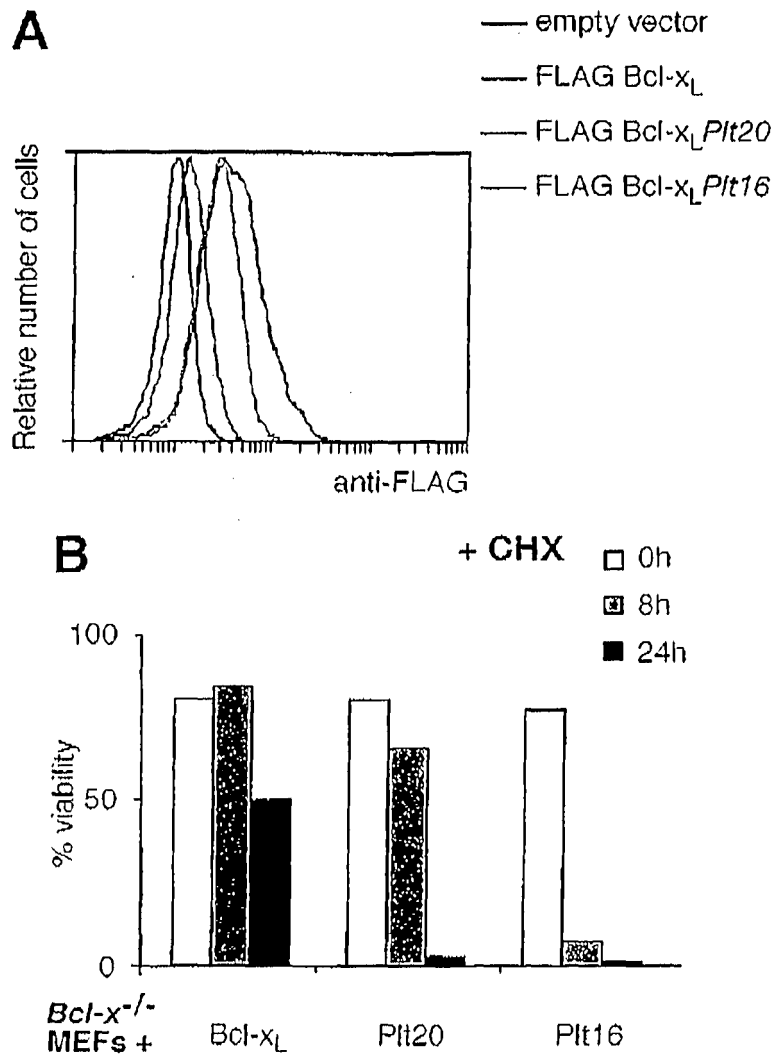 A
empty vector
FLAG Bcl-xL
FLAG Bcl-xLPlt20
FLAG Bcl-xLPlt16
Relative number of cells
anti-FLAG
B
+ CHX
0h
8h
24h
100
50
0
% viability
Bcl-x-/-
MEFs +
Bcl-xL
Plt20
Plt16